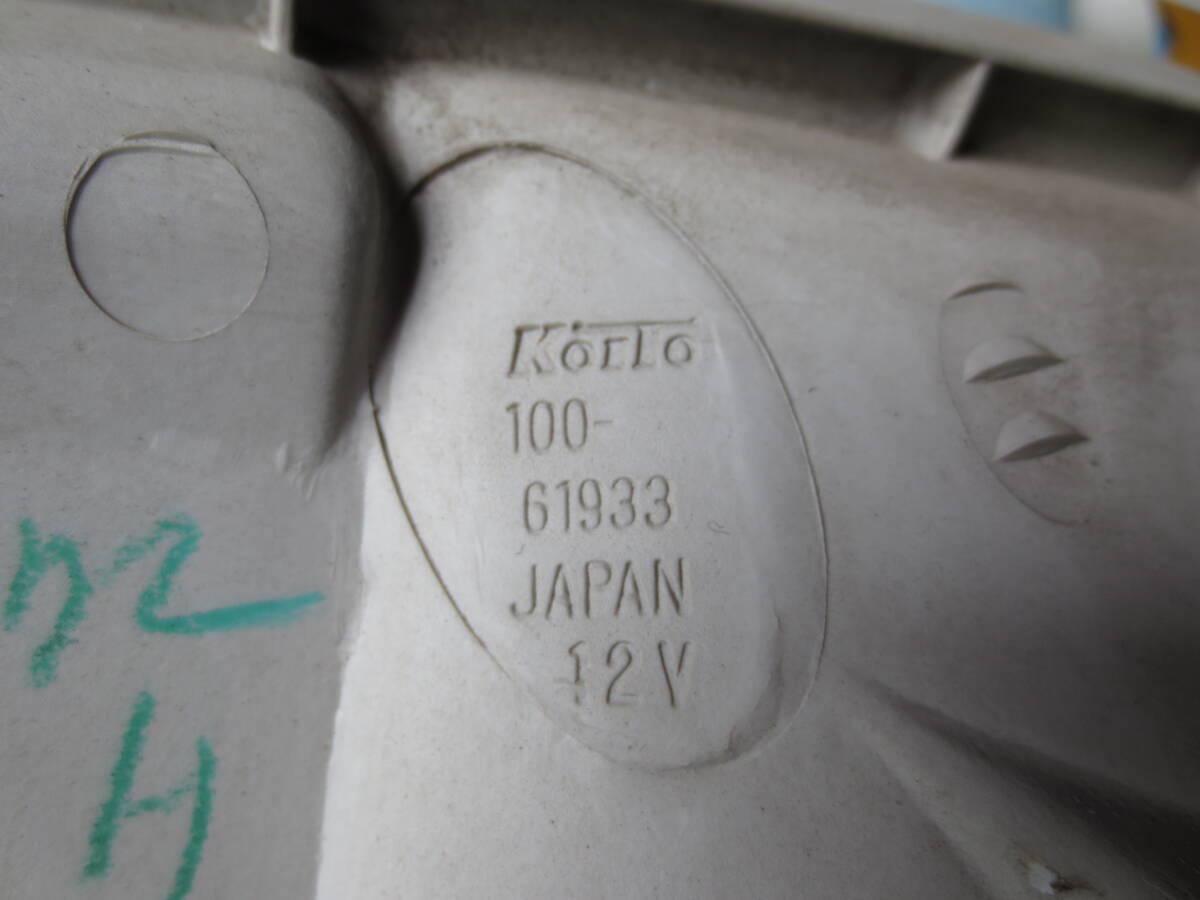 KOITO
100-
61933
JAPAN
12V
H